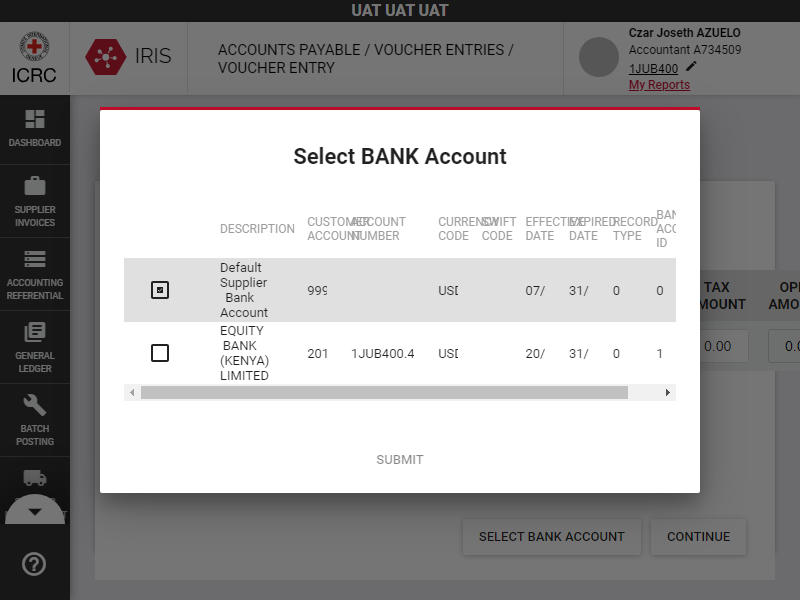 UAT UAT UAT
ICRC
IRIS
ACCOUNTS PAYABLE / VOUCHER ENTRIES /
VOUCHER ENTRY
Czar Joseth AZUELO
Accountant A734509
1JUB400
My Reports
DASHBOARD
SUPPLIER
INVOICES
ACCOUNTING
REFERENTIAL
GENERAL
LEDGER
BATCH
POSTING
Select BANK Account
DESCRIPTION
CUSTOMER
ACCOUNT
ACCOUNT
NUMBER
CURRENCY
CODE
SWIFT
CODE
EFFECTIVE
DATE
EXPIRED
DATE
RECORD
TYPE
BAN
ACC
ID
Default
Supplier
Bank
Account
999
USD
07/
31/
0
0
EQUITY
BANK
(KENYA)
LIMITED
201
1JUB400.4
USD
20/
31/
0
1
SUBMIT
TAX
AMOUNT
OPE
AMO
0.00
0.0
SELECT BANK ACCOUNT
CONTINUE